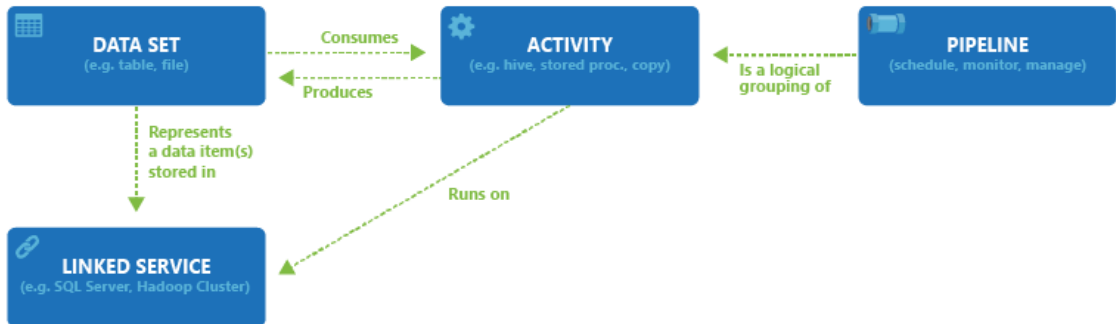 DATA SET
(e.g. table, file)
Consumes
Produces
ACTIVITY
(e.g. hive, stored proc., copy)
Is a logical
grouping of
PIPELINE
(schedule, monitor, manage)
Represents
a data item(s)
stored in
Runs on
LINKED SERVICE
(e.g. SQL Server, Hadoop Cluster)